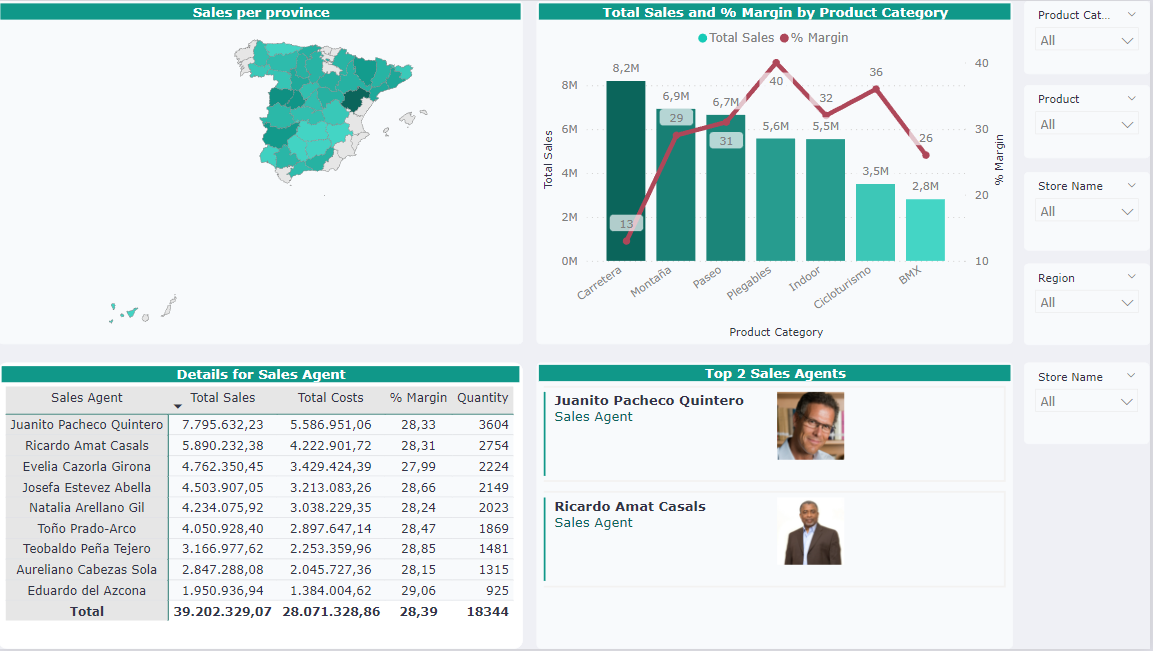 Sales per province
Total Sales and % Margin by Product Category
Total Sales % Margin
Total Sales
8M
6M
4M
2M
0M
8,2M
6,9M
6,7M
5,6M
5,5M
3,5M
2,8M
13
29
31
40
32
36
26
40
30
20
10
% Margin
Carretera
Montaña
Paseo
Plegables
Indoor
Cicloturismo
BMX
Product Category
Product Cat...
All
Product
All
Store Name
All
Region
All
Store Name
All
Details for Sales Agent
Sales Agent Total Sales Total Costs % Margin Quantity
Juanito Pacheco Quintero 7.795.632,23 5.586.951,06 28,33 3604
Ricardo Amat Casals 5.890.232,38 4.222.901,72 28,31 2754
Evelia Cazorla Girona 4.762.350,45 3.429.424,39 27,99 2224
Josefa Estevez Abella 4.503.907,05 3.213.083,26 28,66 2149
Natalia Arellano Gil 4.234.075,92 3.038.229,35 28,24 2023
Toño Prado-Arco 4.050.928,40 2.897.647,14 28,47 1869
Teobaldo Peña Tejero 3.166.977,62 2.253.359,96 28,85 1481
Aureliano Cabezas Sola 2.847.288,08 2.045.727,36 28,15 1315
Eduardo del Azcona 1.950.936,94 1.384.004,62 29,06 925
Total 39.202.329,07 28.071.328,86 28,39 18344
Top 2 Sales Agents
Juanito Pacheco Quintero
Sales Agent
Ricardo Amat Casals
Sales Agent